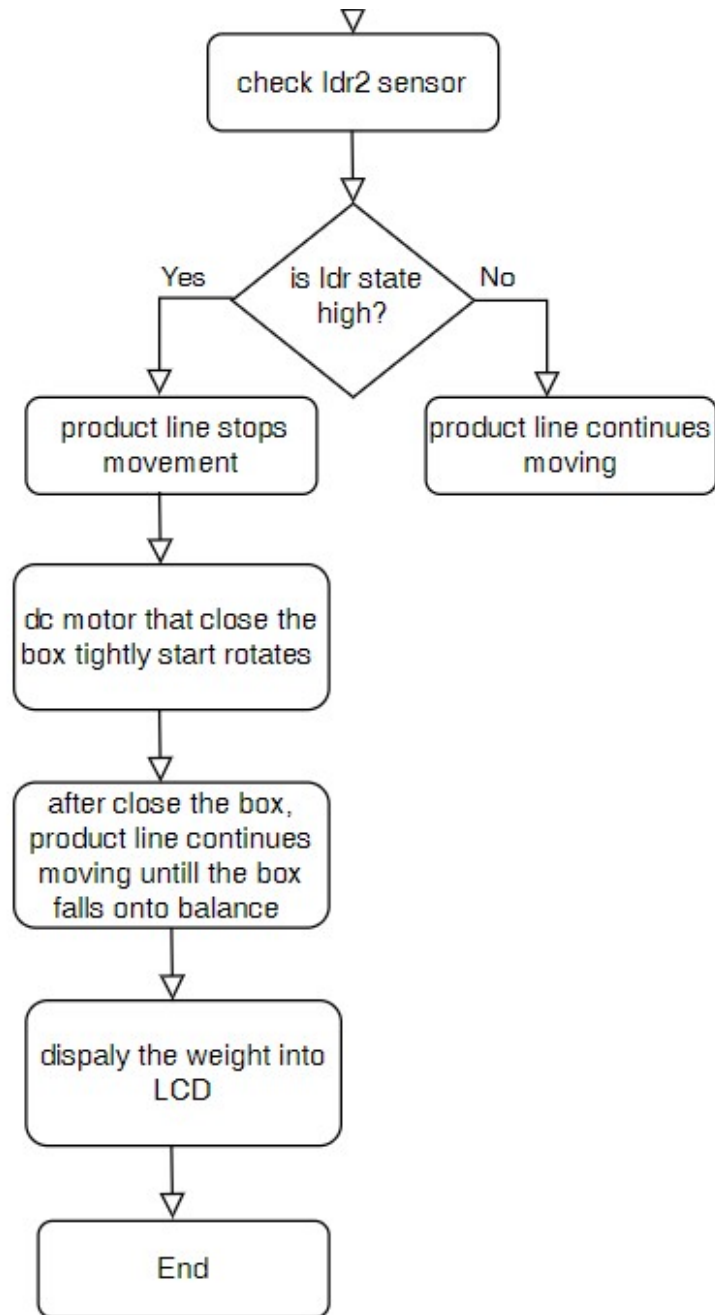 check ldr2 sensor
is ldr state
high?
Yes
No
product line stops
movement
product line continues
moving
dc motor that close the
box tightly start rotates
after close the box,
product line continues
moving untill the box
falls onto balance
dispaly the weight into
LCD
End